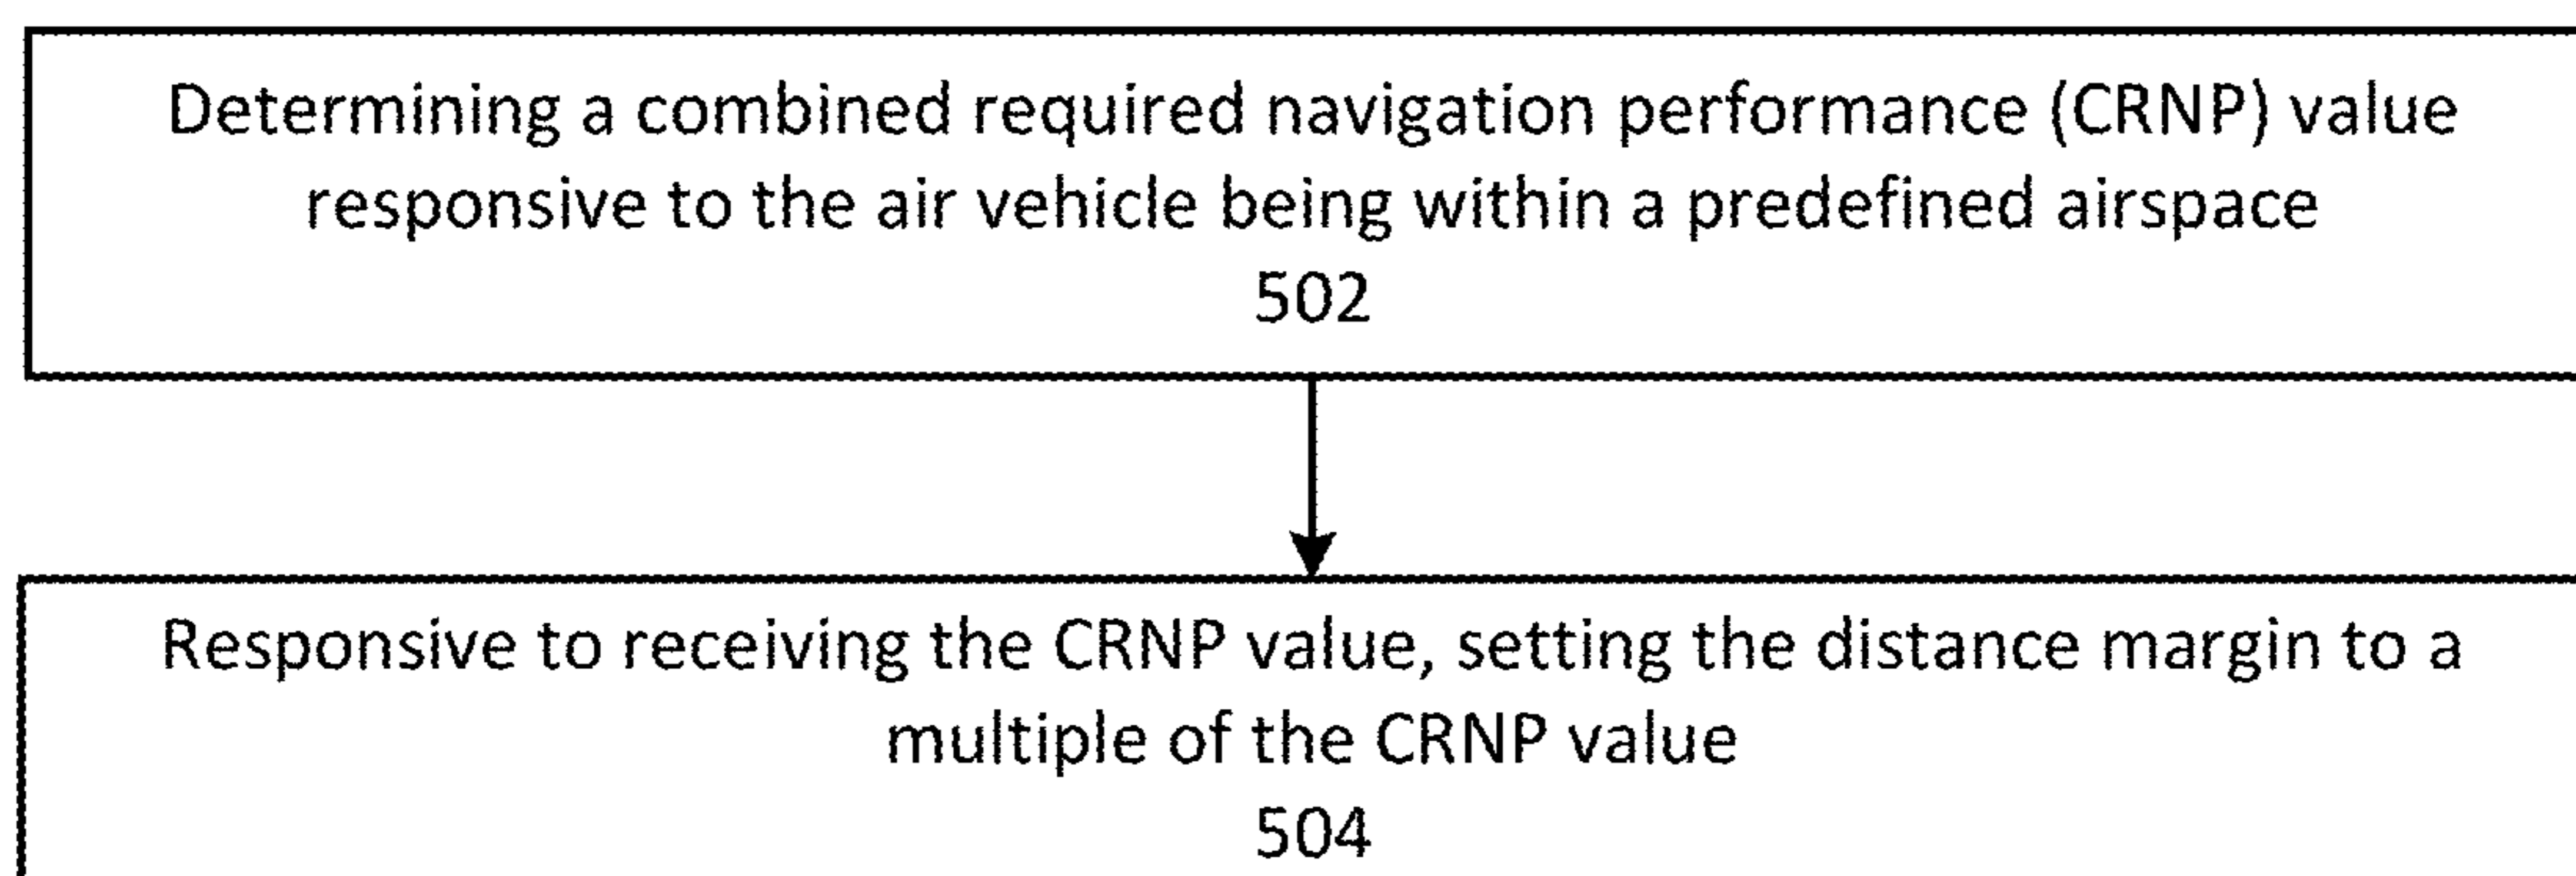 Determining a combined required navigation performance (CRNP) value
responsive to the air vehicle being within a predefined airspace
502
Responsive to receiving the CRNP value, setting the distance margin to a
multiple of the CRNP value
504